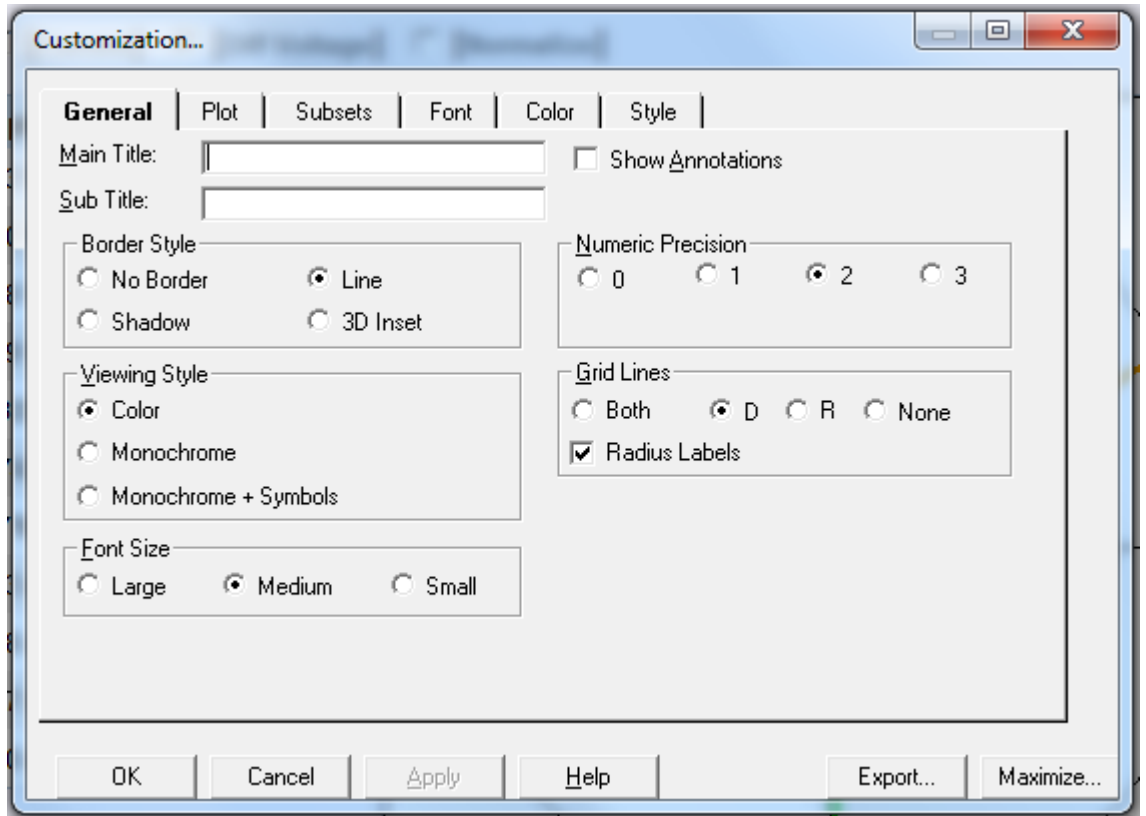 Customization...
General Plot Subsets Font Color Style
Main Title:
Show Annotations
Sub Title:
Border Style
No Border Line
Shadow 3D Inset
Numeric Precision
0 1 2 3
Viewing Style
Color
Monochrome
Monochrome + Symbols
Grid Lines
Both D R None
Radius Labels
Font Size
Large Medium Small
OK Cancel Apply Help Export... Maximize...